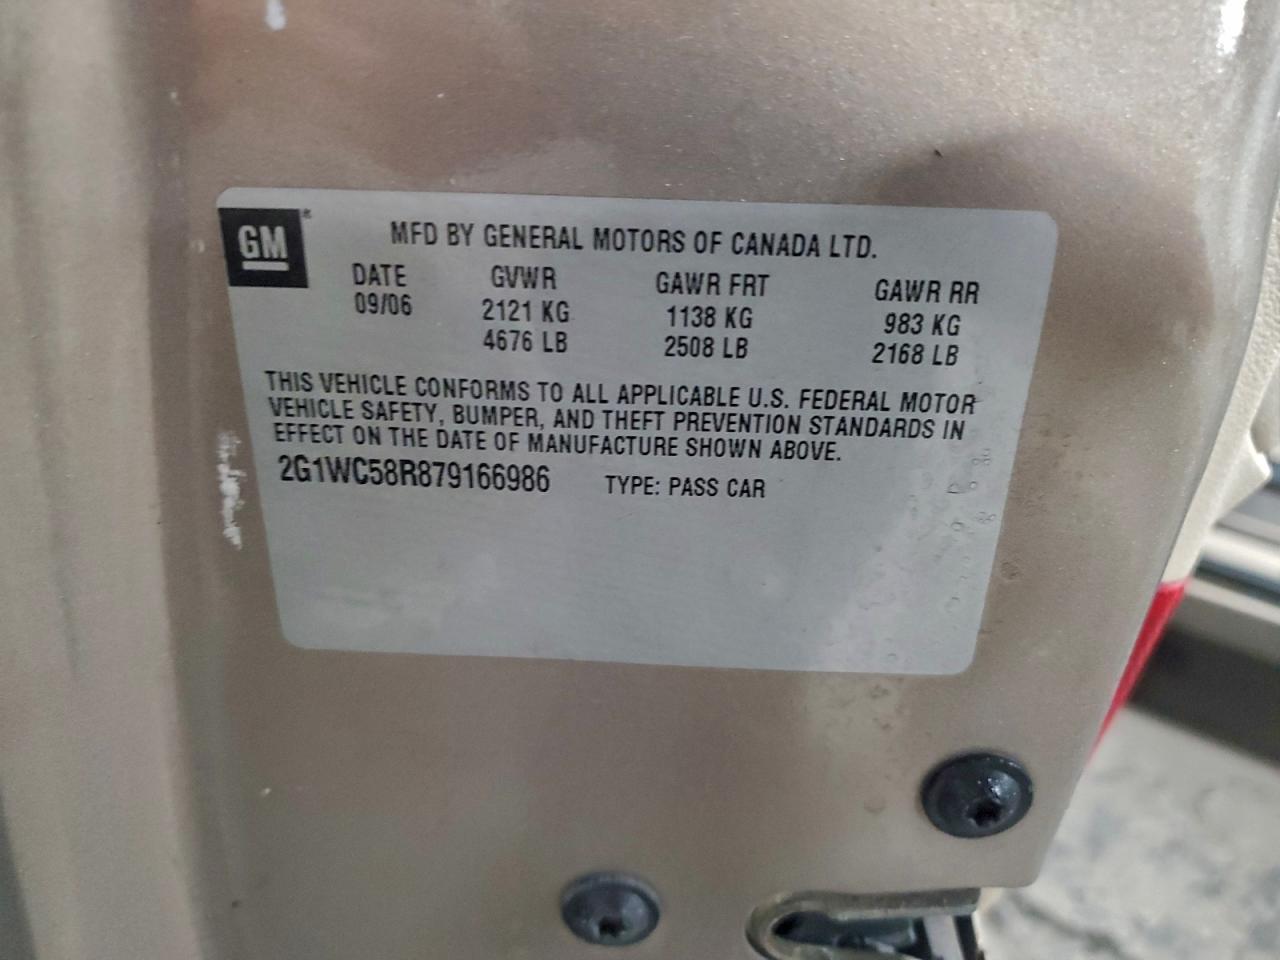 GM
MFD BY GENERAL MOTORS OF CANADA LTD.
DATE GVWR GAWR FRT GAWR RR
09/06 2121 KG 1138 KG 983 KG
4676 LB 2508 LB 2168 LB
THIS VEHICLE CONFORMS TO ALL APPLICABLE U.S. FEDERAL MOTOR
VEHICLE SAFETY, BUMPER, AND THEFT PREVENTION STANDARDS IN
EFFECT ON THE DATE OF MANUFACTURE SHOWN ABOVE.
2G1WC58R879166986 TYPE: PASS CAR